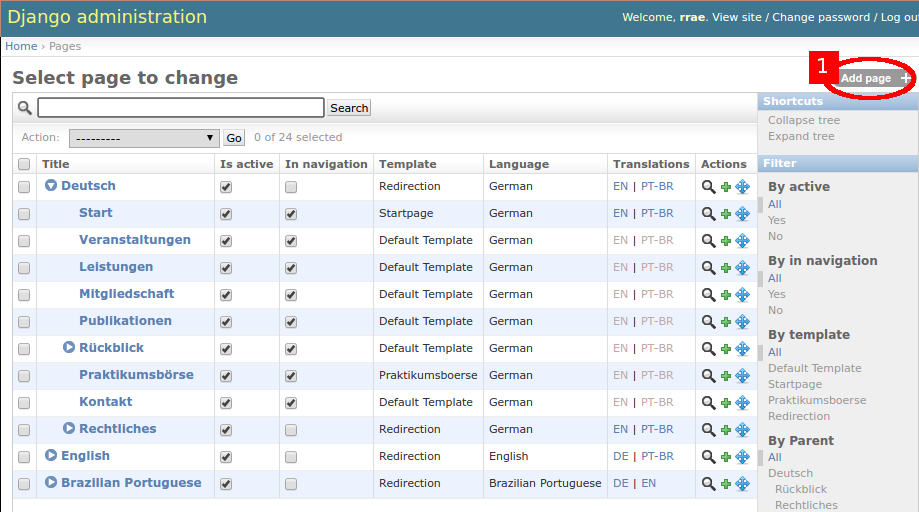 Django administration
Welcome, rrae. View site / Change password / Log ou
Home › Pages
Select page to change
1
Add page +
Search
Action: --------- Go 0 of 24 selected
Title Is active In navigation Template Language Translations Actions
Deutsch Redirection German EN | PT-BR
Start Startpage German EN | PT-BR
Veranstaltungen Default Template German EN | PT-BR
Leistungen Default Template German EN | PT-BR
Mitgliedschaft Default Template German EN | PT-BR
Publikationen Default Template German EN | PT-BR
Rückblick Default Template German EN | PT-BR
Praktikumsbörse Praktikumsboerse German EN | PT-BR
Kontakt Default Template German EN | PT-BR
Rechtliches Redirection German EN | PT-BR
English Redirection English DE | PT-BR
Brazilian Portuguese Redirection Brazilian Portuguese DE | EN
Shortcuts
Collapse tree
Expand tree
Filter
By active
All
Yes
No
By in navigation
All
Yes
No
By template
All
Default Template
Startpage
Praktikumsboerse
Redirection
By Parent
All
Deutsch
Rückblick
Rechtliches